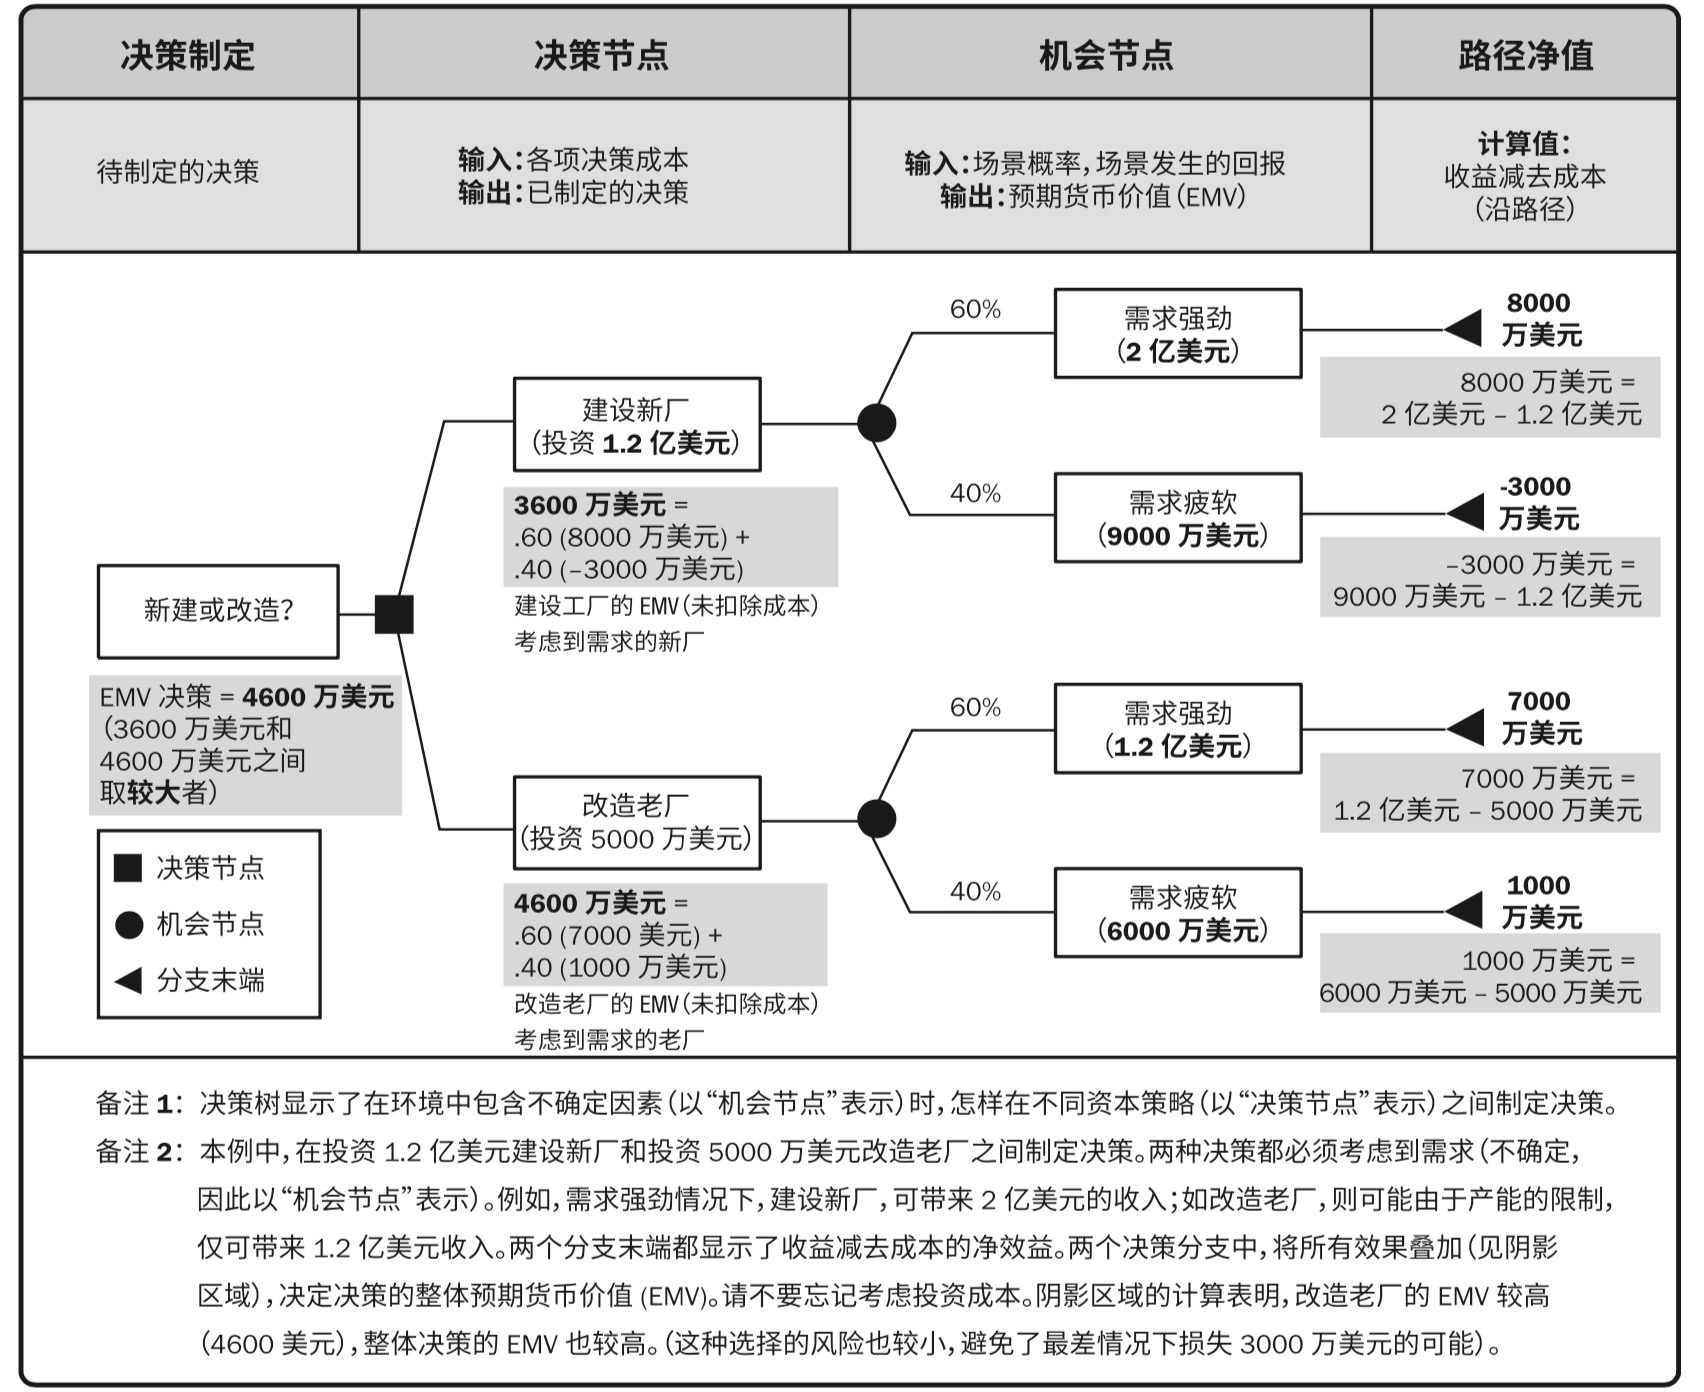 决策制定
决策节点
机会节点
路径净值
待制定的决策
输入：各项决策成本
输出：已制定的决策
输入：场景概率，场景发生的回报
输出：预期货币价值（EMV）
计算值：
收益减去成本
（沿路径）
新建或改造？
EMV 决策 = 4600 万美元
（3600 万美元和
4600 万美元之间
取较大者）
决策节点
机会节点
分支末端
建设新厂
（投资 1.2 亿美元）
3600 万美元 =
.60 (8000 万美元) +
.40 (–3000 万美元)
建设工厂的 EMV（未扣除成本）
考虑到需求的新厂
改造老厂
（投资 5000 万美元）
4600 万美元 =
.60 (7000 美元) +
.40 (1000 万美元)
改造老厂的 EMV（未扣除成本）
考虑到需求的老厂
60%
需求强劲
（2 亿美元）
8000
万美元
8000 万美元 =
2 亿美元 – 1.2 亿美元
40%
需求疲软
（9000 万美元）
-3000
万美元
–3000 万美元 =
9000 万美元 – 1.2 亿美元
60%
需求强劲
（1.2 亿美元）
7000
万美元
7000 万美元 =
1.2 亿美元 – 5000 万美元
40%
需求疲软
（6000 万美元）
1000
万美元
1000 万美元 =
6000 万美元 – 5000 万美元
备注 1：决策树显示了在环境中包含不确定因素（以“机会节点”表示）时，怎样在不同资本策略（以“决策节点”表示）之间制定决策。
备注 2：本例中，在投资 1.2 亿美元建设新厂和投资 5000 万美元改造老厂之间制定决策。两种决策都必须考虑到需求（不确定，
因此以“机会节点”表示）。例如，需求强劲情况下，建设新厂，可带来 2 亿美元的收入；如改造老厂，则可能由于产能的限制，
仅可带来 1.2 亿美元收入。两个分支末端都显示了收益减去成本的净效益。两个决策分支中，将所有效果叠加（见阴影
区域），决定决策的整体预期货币价值 (EMV)。请不要忘记考虑投资成本。阴影区域的计算表明，改造老厂的 EMV 较高
（4600 美元），整体决策的 EMV 也较高。（这种选择的风险也较小，避免了最差情况下损失 3000 万美元的可能）。